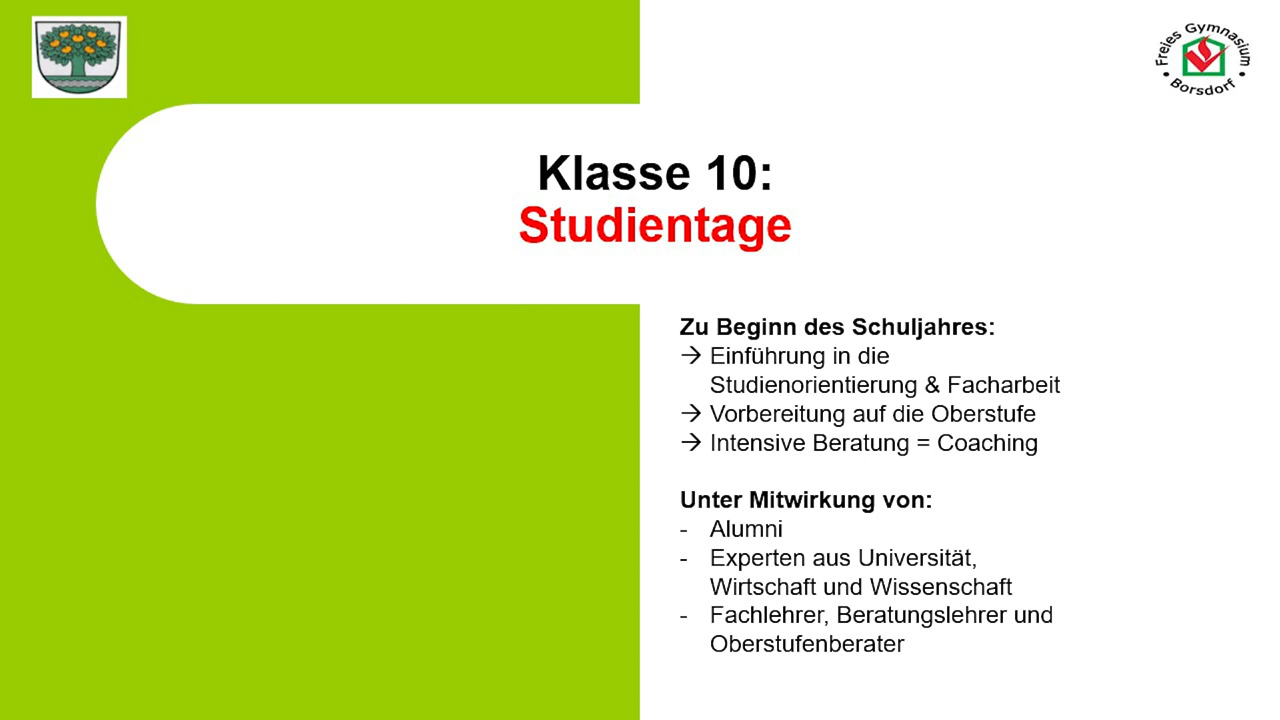 Freies Gymnasium
Borsdorf
Klasse 10:
Studientage
Zu Beginn des Schuljahres:
→ Einführung in die
Studienorientierung & Facharbeit
→ Vorbereitung auf die Oberstufe
→ Intensive Beratung = Coaching
Unter Mitwirkung von:
- Alumni
- Experten aus Universität,
Wirtschaft und Wissenschaft
- Fachlehrer, Beratungslehrer und
Oberstufenberater